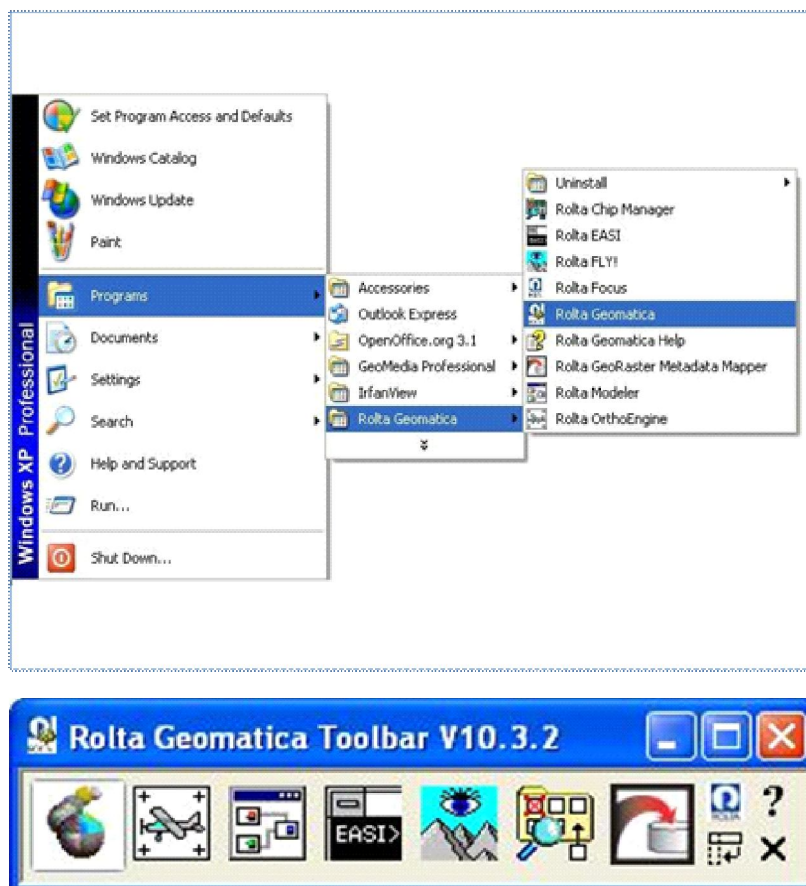 Windows XP Professional
Set Program Access and Defaults
Windows Catalog
Windows Update
Paint
Programs
Documents
Settings
Search
Help and Support
Run...
Shut Down...
Accessories
Outlook Express
OpenOffice.org 3.1
GeoMedia Professional
IrfanView
Rolta Geomatica
Uninstall
Rolta Chip Manager
Rolta EASI
Rolta FLY!
Rolta Focus
Rolta Geomatica
Rolta Geomatica Help
Rolta GeoRaster Metadata Mapper
Rolta Modeler
Rolta OrthoEngine
Rolta Geomatica Toolbar V10.3.2
EASI>
ROLTA
?